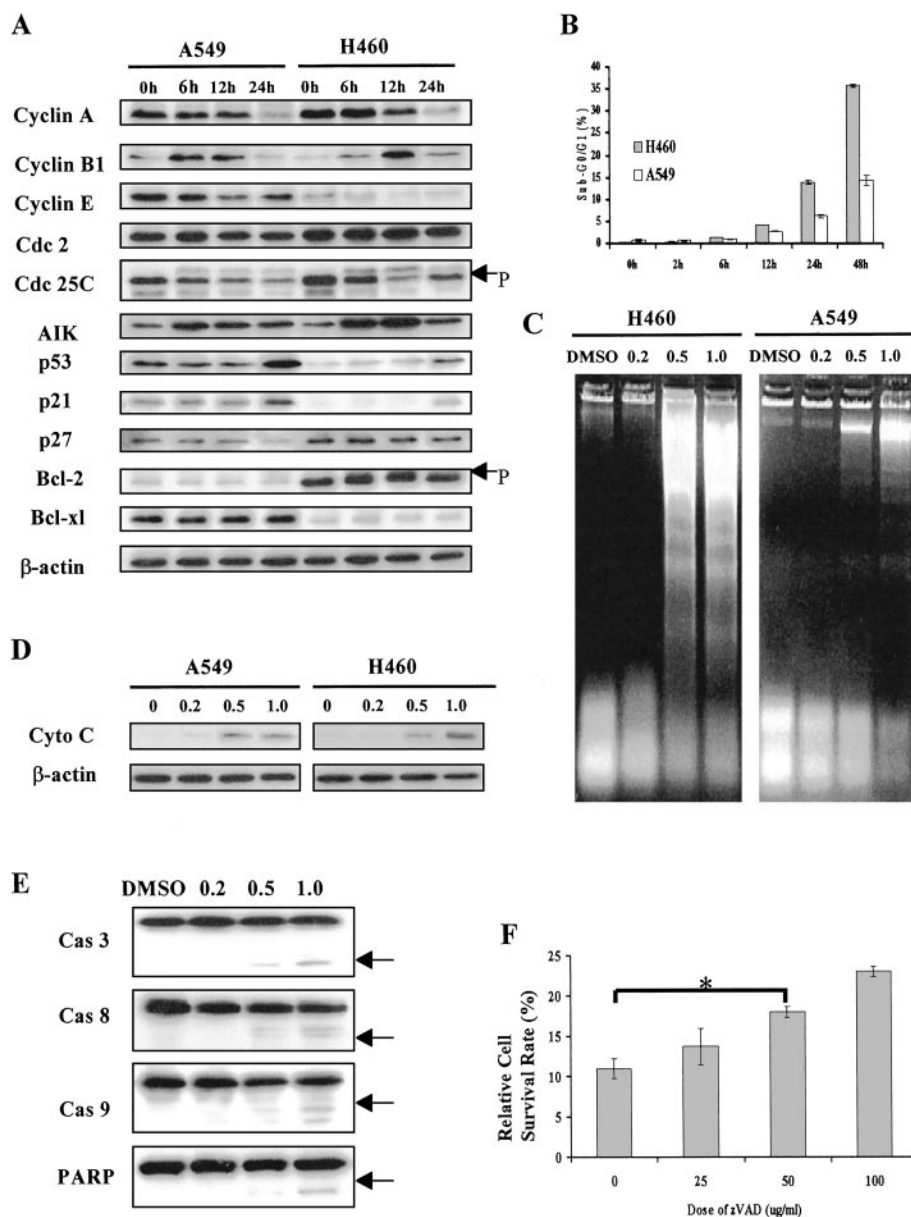 A
A549
H460
0h 6h 12h 24h 0h 6h 12h 24h
Cyclin A
Cyclin B1
Cyclin E
Cdc 2
Cdc 25C
P
AIK
p53
p21
p27
Bcl-2
P
Bcl-xl
β-actin
B
Sub-G0/G1 (%)
40
35
30
25
20
15
10
5
0
H460
A549
0h 2h 6h 12h 24h 48h
C
H460
A549
DMSO 0.2 0.5 1.0
DMSO 0.2 0.5 1.0
D
A549
H460
0 0.2 0.5 1.0
0 0.2 0.5 1.0
Cyto C
β-actin
E
DMSO 0.2 0.5 1.0
Cas 3
Cas 8
Cas 9
PARP
F
Relative Cell
Survival Rate (%)
25
20
15
10
5
0
*
0 25 50 100
Dose of zVAD (ug/ml)